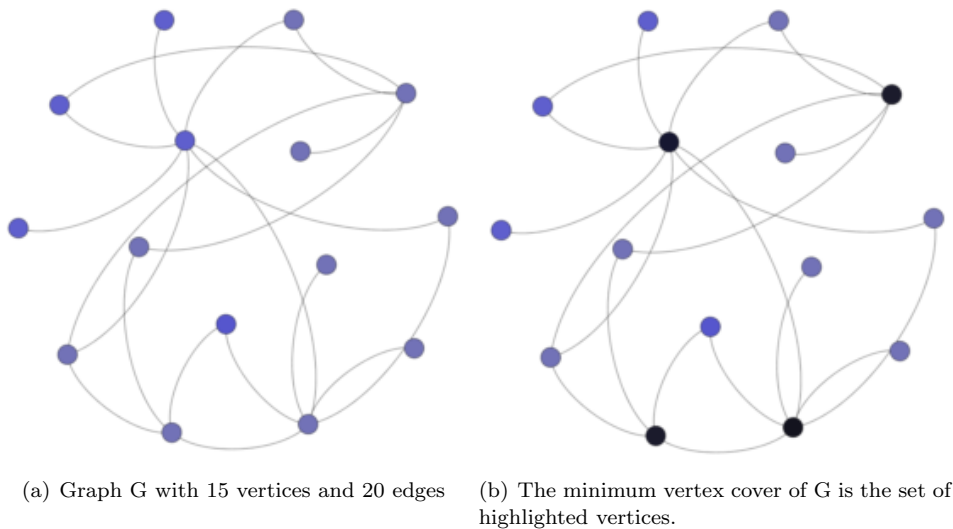 (a) Graph G with 15 vertices and 20 edges
(b) The minimum vertex cover of G is the set of
highlighted vertices.